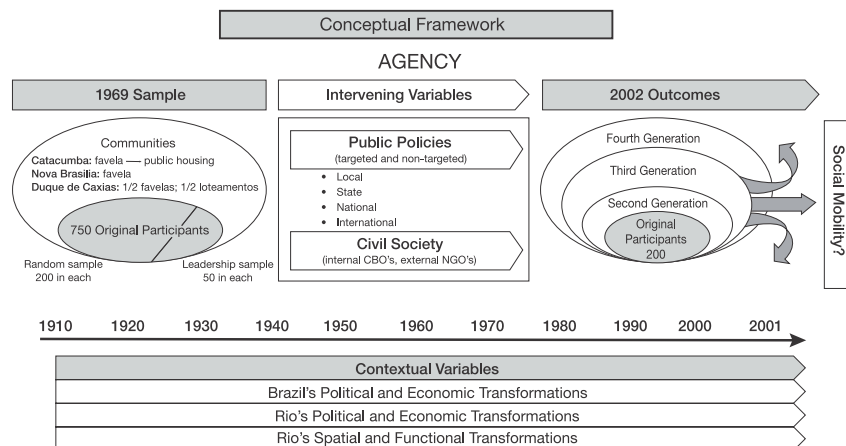 Conceptual Framework
AGENCY
1969 Sample
Communities
Catacumba: favela — public housing
Nova Brasilia: favela
Duque de Caxias: 1/2 favelas; 1/2 loteamentos
750 Original Participants
Random sample
200 in each
Leadership sample
50 in each
Intervening Variables
Public Policies
(targeted and non-targeted)
• Local
• State
• National
• International
Civil Society
(internal CBO's, external NGO's)
2002 Outcomes
Fourth Generation
Third Generation
Second Generation
Original
Participants
200
Social Mobility?
1910 1920 1930 1940 1950 1960 1970 1980 1990 2000 2001
Contextual Variables
Brazil's Political and Economic Transformations
Rio's Political and Economic Transformations
Rio's Spatial and Functional Transformations